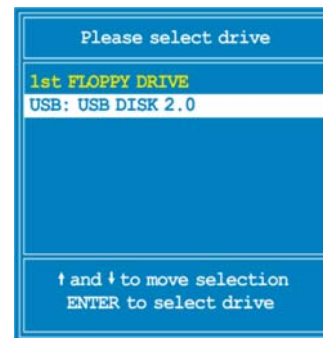 Please select drive
1st FLOPPY DRIVE
USB: USB DISK 2.0
↑ and ↓ to move selection
ENTER to select drive